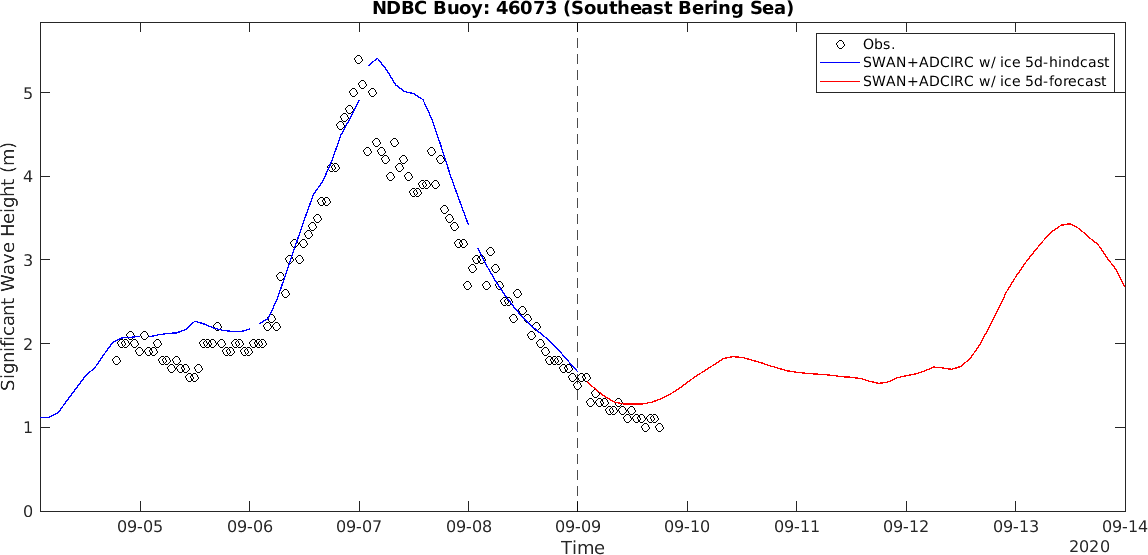 NDBC Buoy: 46073 (Southeast Bering Sea)
Obs.
SWAN+ADCIRC w/ ice 5d-hindcast
SWAN+ADCIRC w/ ice 5d-forecast
Significant Wave Height (m)
5
4
3
2
1
0
09-05 09-06 09-07 09-08 09-09 09-10 09-11 09-12 09-13 09-14
Time
2020